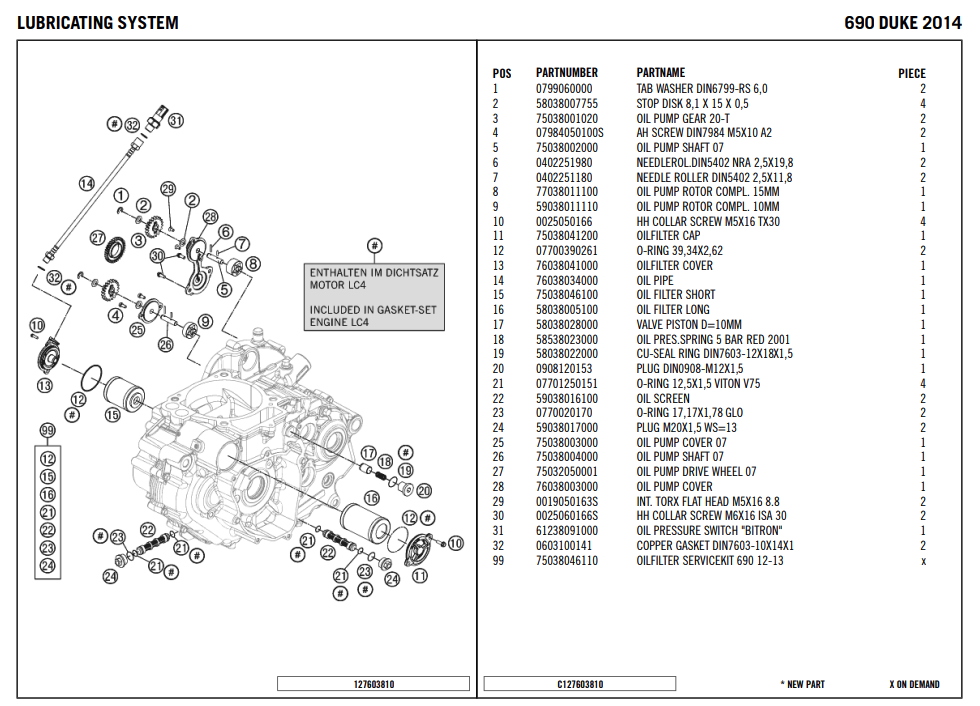 LUBRICATING SYSTEM
690 DUKE 2014
# 32 31
14
1 2 29 2 28
27 3 6
30 7
8
32 #
5
4
25 26 9
10
13
12
#
15
#
ENTHALTEN IM DICHTSATZ
MOTOR LC4
INCLUDED IN GASKET-SET
ENGINE LC4
99
12
15
16
21
22
23
24
17 18 #
19
20
16
12 #
10
11
# 23 22
21
#
24 21 #
21
#
22
21 23 24
# #
127603810
POS PARTNUMBER PARTNAME PIECE
1 0799060000 TAB WASHER DIN6799-RS 6,0 2
2 58038007755 STOP DISK 8,1 X 15 X 0,5 4
3 75038001020 OIL PUMP GEAR 20-T 2
4 07984050100S AH SCREW DIN7984 M5X10 A2 2
5 75038002000 OIL PUMP SHAFT 07 1
6 0402251980 NEEDLEROL.DIN5402 NRA 2,5X19,8 2
7 0402251180 NEEDLE ROLLER DIN5402 2,5X11,8 2
8 77038011100 OIL PUMP ROTOR COMPL. 15MM 1
9 59038011110 OIL PUMP ROTOR COMPL. 10MM 1
10 0025050166 HH COLLAR SCREW M5X16 TX30 4
11 75038041200 OILFILTER CAP 1
12 07700390261 O-RING 39,34X2,62 2
13 76038041000 OILFILTER COVER 1
14 76038034000 OIL PIPE 1
15 75038046100 OIL FILTER SHORT 1
16 58038005100 OIL FILTER LONG 1
17 58038028000 VALVE PISTON D=10MM 1
18 58538023000 OIL PRES.SPRING 5 BAR RED 2001 1
19 58038022000 CU-SEAL RING DIN7603-12X18X1,5 1
20 0908120153 PLUG DIN0908-M12X1,5 1
21 07701250151 O-RING 12,5X1,5 VITON V75 4
22 59038016100 OIL SCREEN 2
23 0770020170 O-RING 17,17X1,78 GLO 2
24 59038017000 PLUG M20X1,5 WS=13 2
25 75038003000 OIL PUMP COVER 07 1
26 75038004000 OIL PUMP SHAFT 07 1
27 75032050001 OIL PUMP DRIVE WHEEL 07 1
28 76038003000 OIL PUMP COVER 1
29 0019050163S INT. TORX FLAT HEAD M5X16 8.8 2
30 0025060166S HH COLLAR SCREW M6X16 ISA 30 2
31 61238091000 OIL PRESSURE SWITCH "BITRON" 1
32 0603100141 COPPER GASKET DIN7603-10X14X1 2
99 75038046110 OILFILTER SERVICEKIT 690 12-13 x
C127603810
* NEW PART
X ON DEMAND